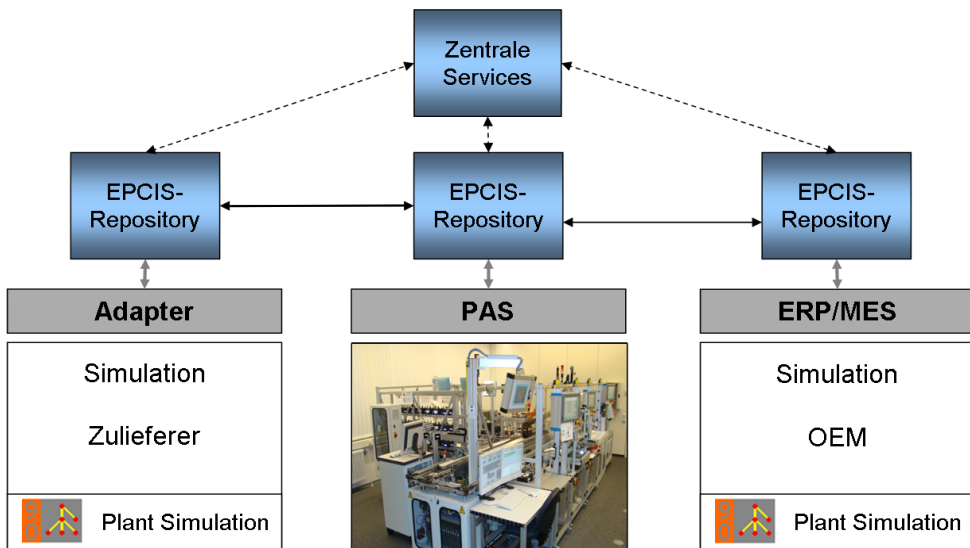 Zentrale
Services
EPCIS-
Repository
EPCIS-
Repository
EPCIS-
Repository
Adapter
PAS
ERP/MES
Simulation
Zulieferer
Simulation
OEM
Plant Simulation
Plant Simulation